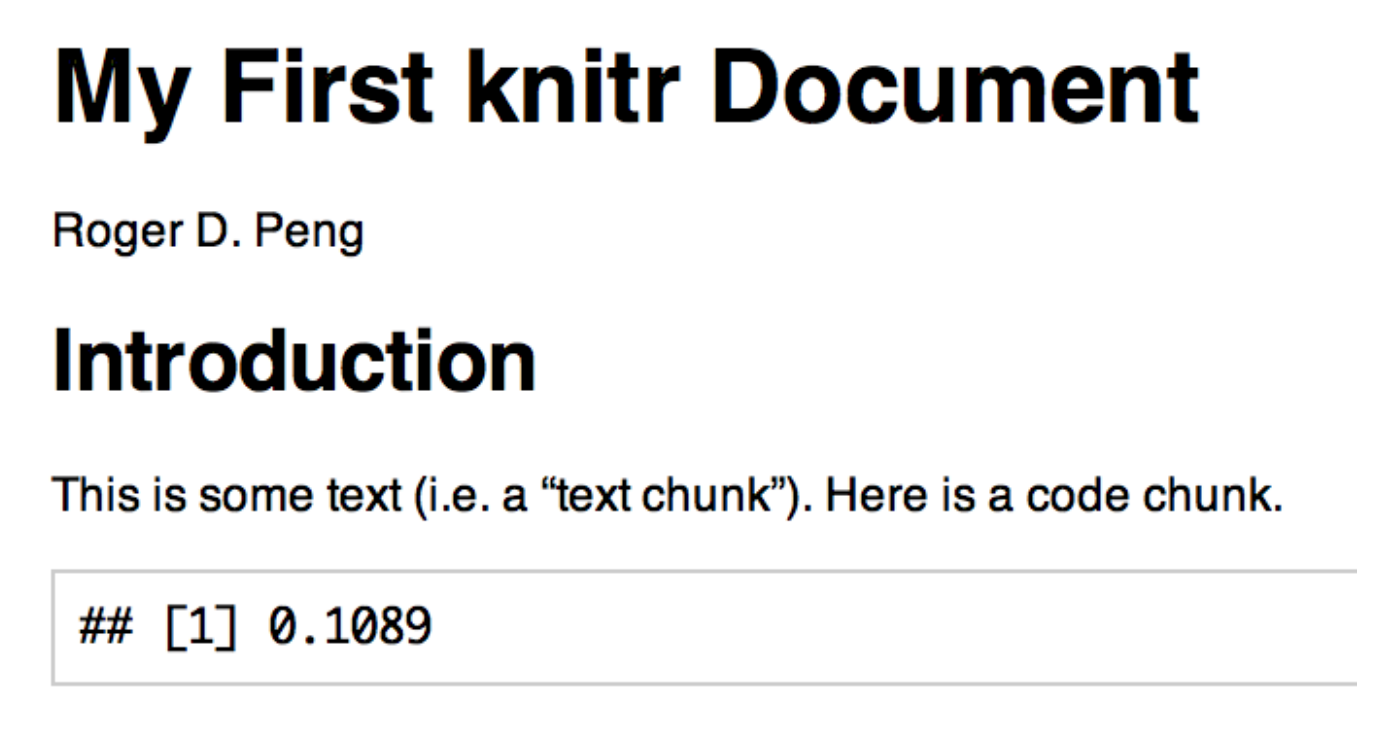 My First knitr Document
Roger D. Peng
Introduction
This is some text (i.e. a “text chunk”). Here is a code chunk.
## [1] 0.1089